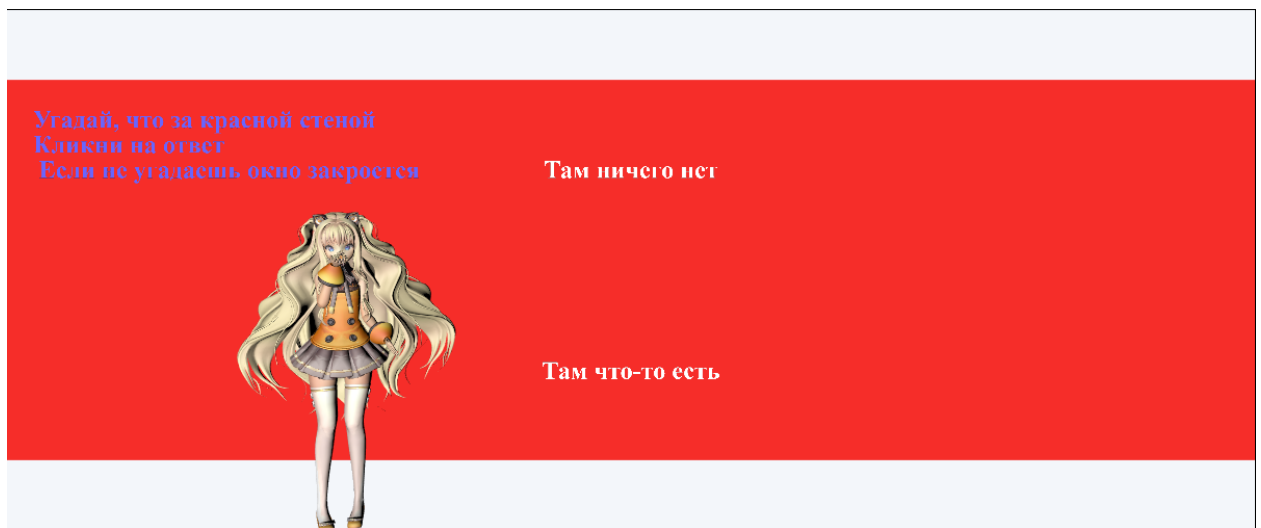 Угадай, что за красной стеной
Кликни на ответ
Если не угадаешь окно закроется
Там ничего нет
Там что-то есть